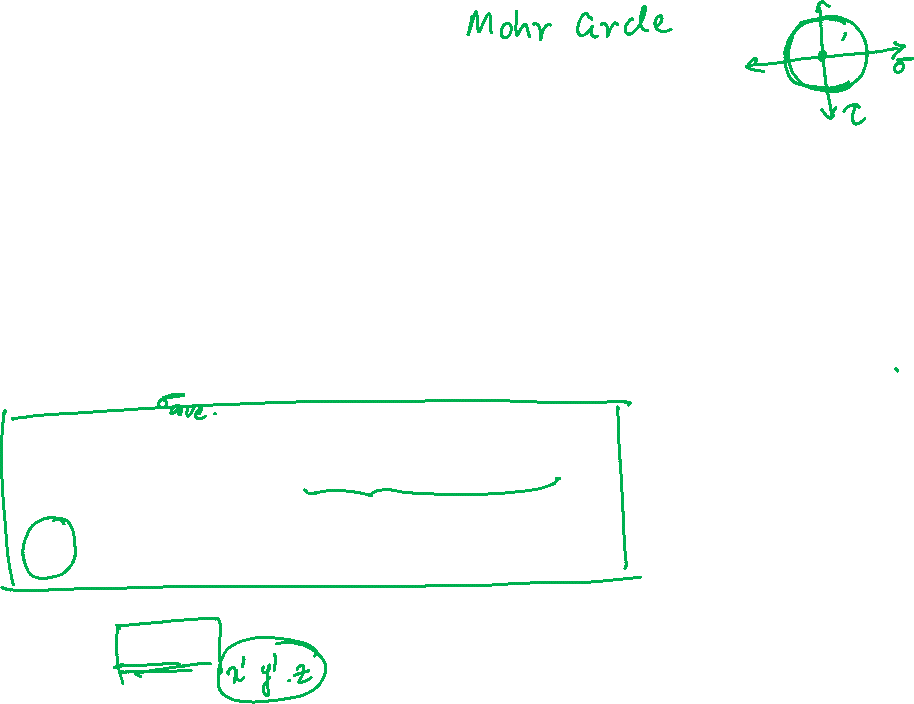 Mohr Circle
σ
τ
σave.
x' y' z